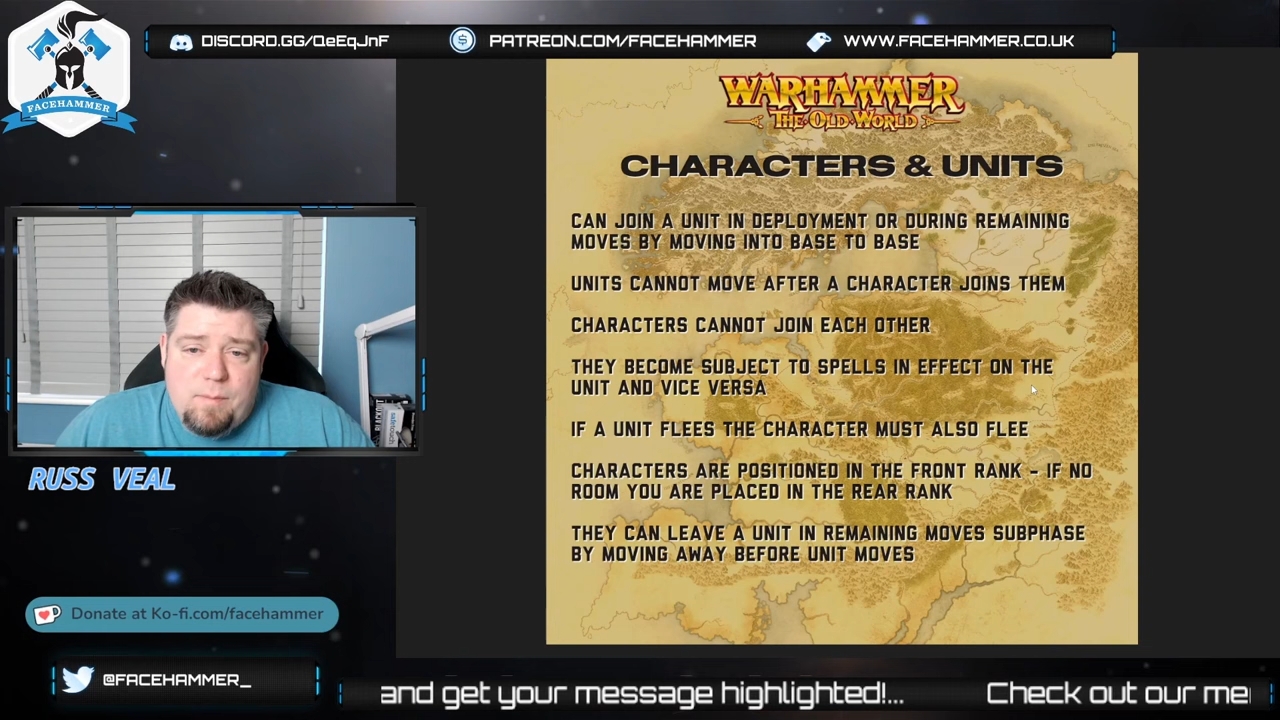 DISCORD.GG/QeEqJnF
PATREON.COM/FACEHAMMER
WWW.FACEHAMMER.CO.UK
FACEHAMMER
WARHAMMER
THE OLD WORLD
CHARACTERS & UNITS
CAN JOIN A UNIT IN DEPLOYMENT OR DURING REMAINING
MOVES BY MOVING INTO BASE TO BASE
UNITS CANNOT MOVE AFTER A CHARACTER JOINS THEM
CHARACTERS CANNOT JOIN EACH OTHER
THEY BECOME SUBJECT TO SPELLS IN EFFECT ON THE
UNIT AND VICE VERSA
IF A UNIT FLEES THE CHARACTER MUST ALSO FLEE
CHARACTERS ARE POSITIONED IN THE FRONT RANK - IF NO
ROOM YOU ARE PLACED IN THE REAR RANK
THEY CAN LEAVE A UNIT IN REMAINING MOVES SUBPHASE
BY MOVING AWAY BEFORE UNIT MOVES
RUSS VEAL
Donate at Ko-fi.com/facehammer
@FACEHAMMER_
and get your message highlighted!... Check out our me